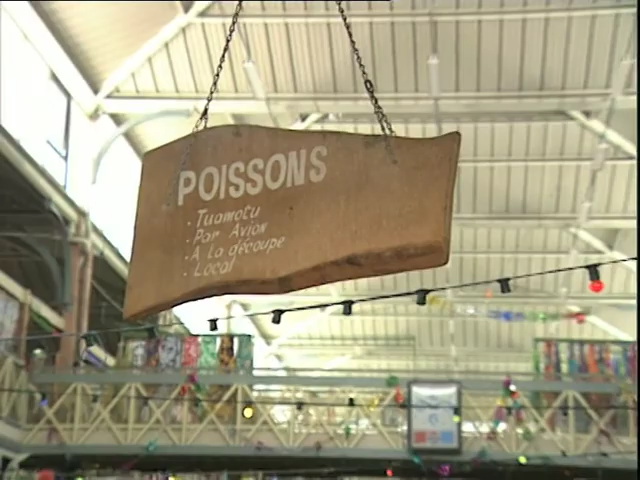 POISSONS
· Tuamotu
· Par Avion
· A la découpe
· Local